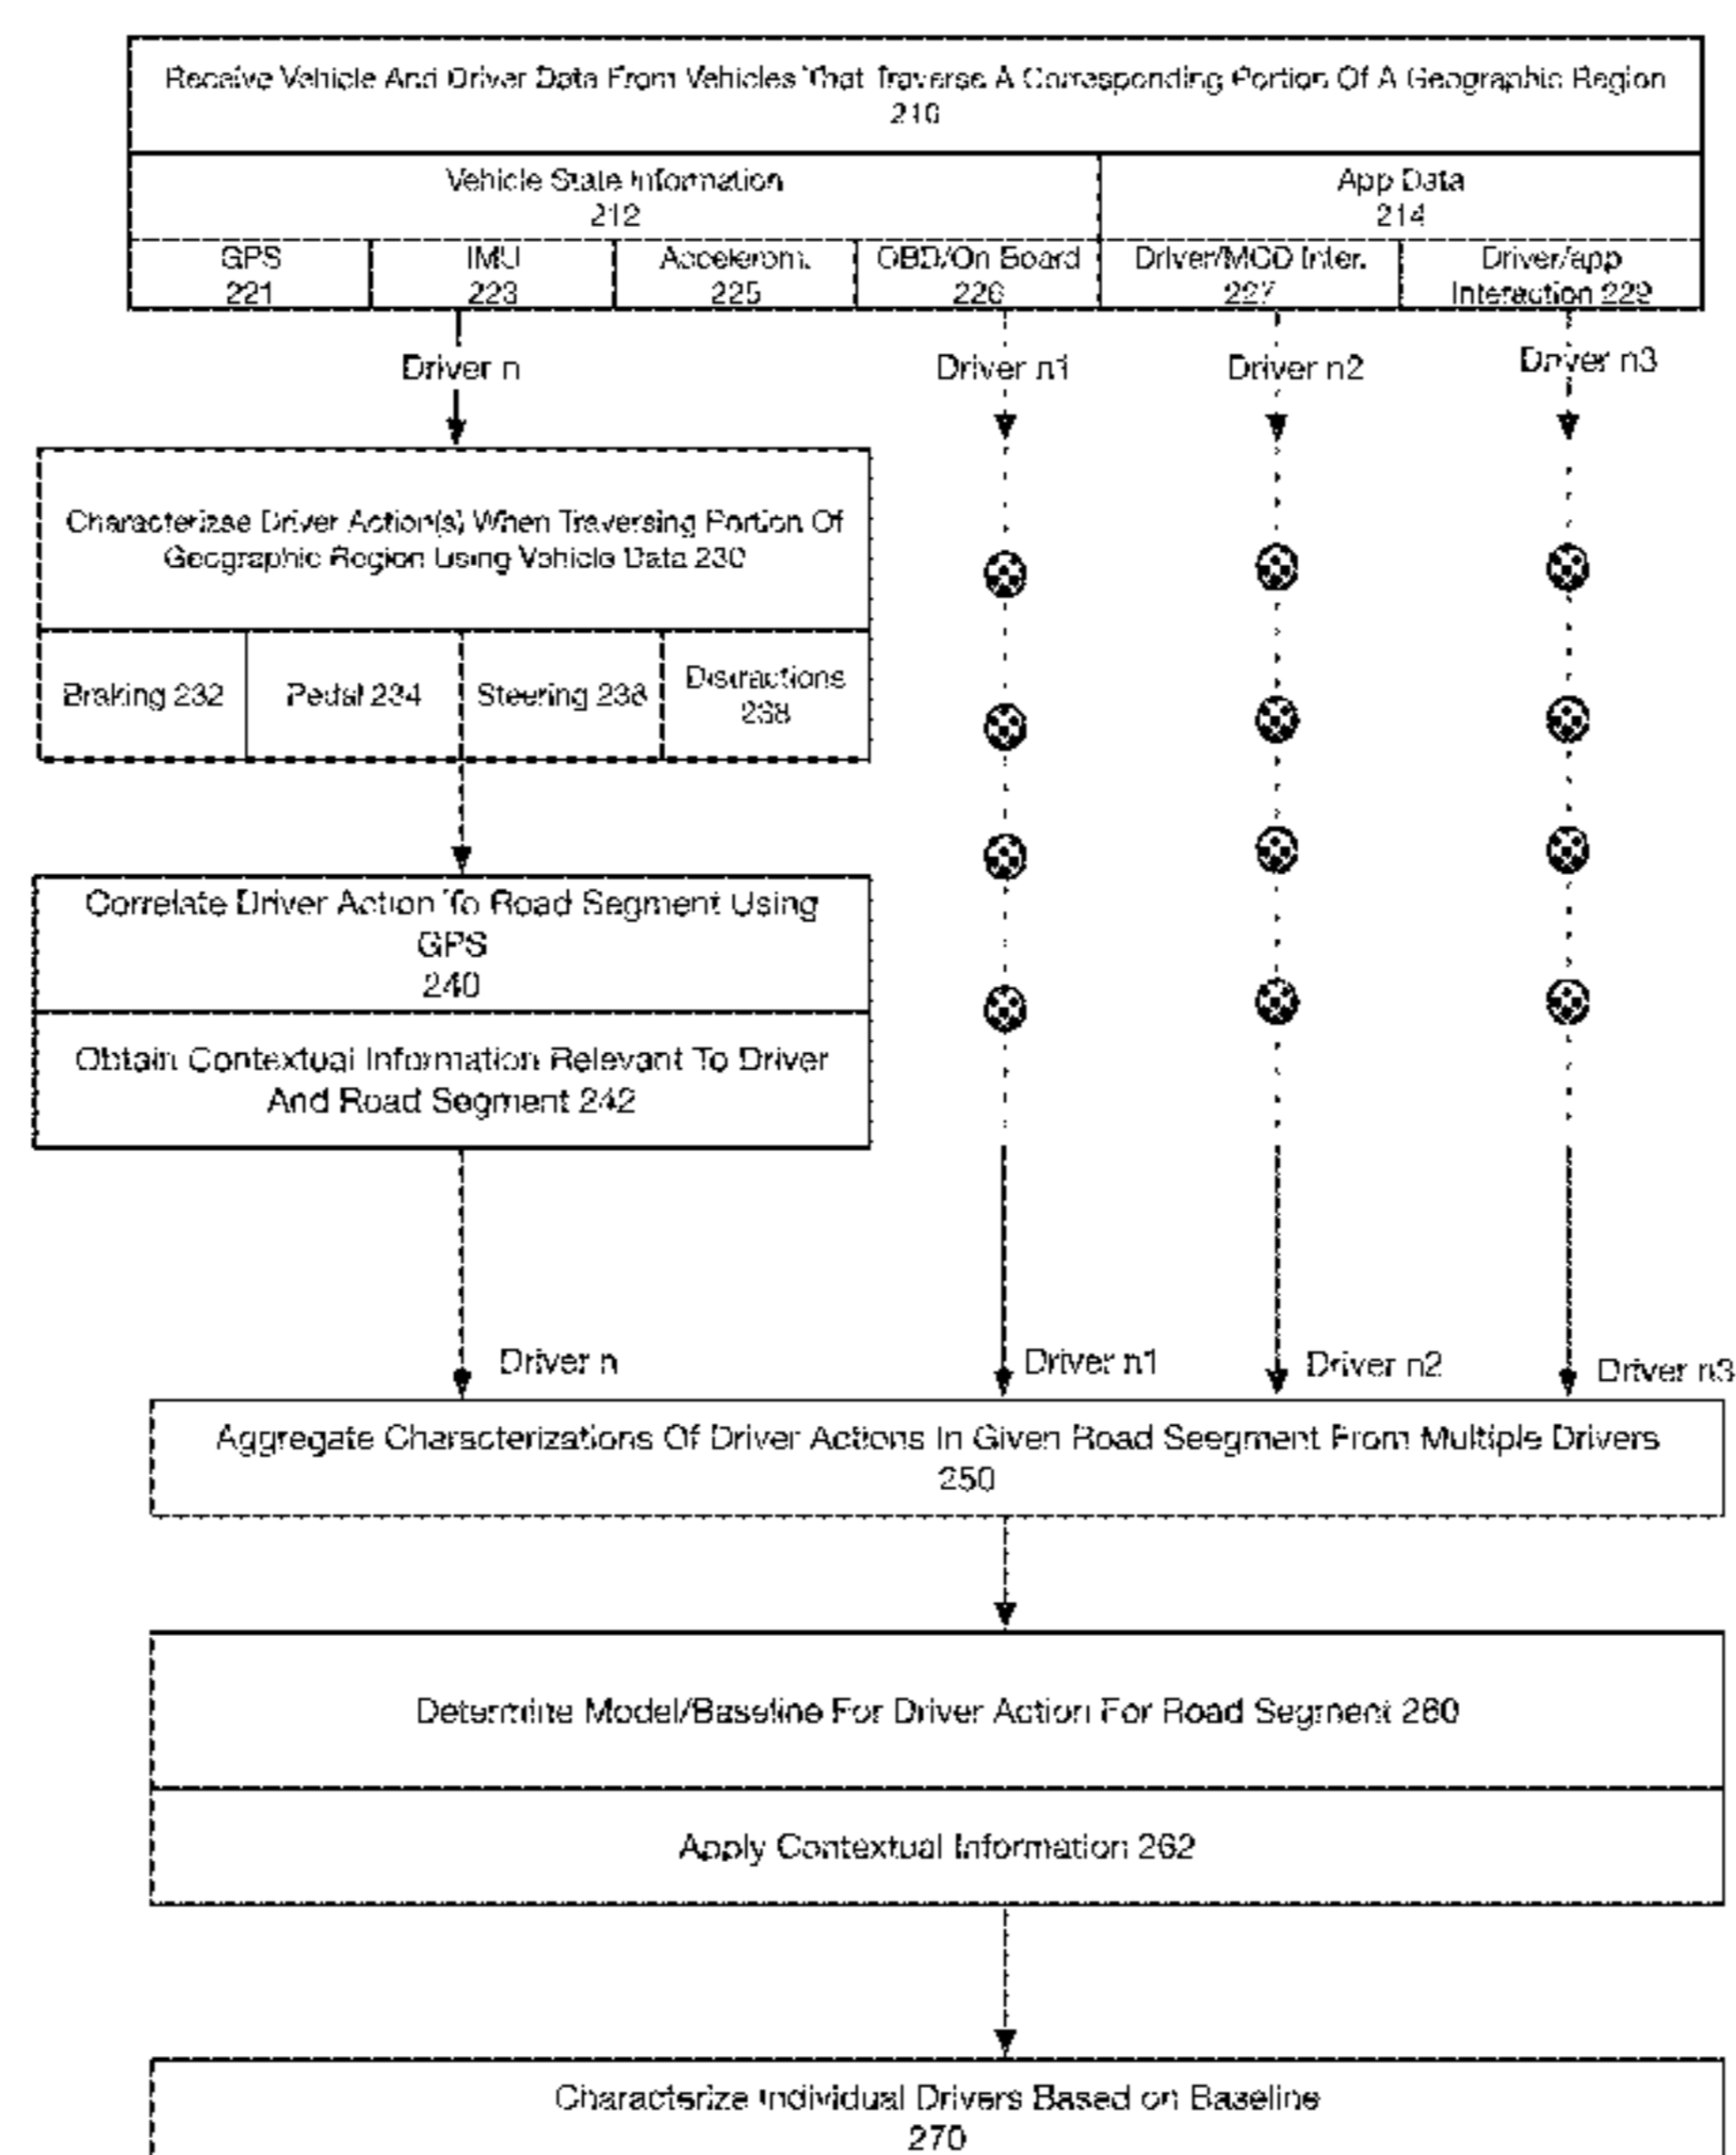 Receive Vehicle And Driver Data From Vehicles That Traverse A Corresponding Portion Of A Geographic Region
210
Vehicle State Information
212
App Data
214
GPS
221
IMU
223
Accelerom.
225
OBD/On Board
226
Driver/MCD Inter.
227
Driver/app
Interaction 229
Driver n
Driver n1
Driver n2
Driver n3
Characterizse Driver Action(s) When Traversing Portion Of
Geographic Region Using Vehicle Data 230
Braking 232
Pedal 234
Steering 236
Distractions
238
Correlate Driver Action To Road Segment Using
GPS
240
Obtain Contextual Information Relevant To Driver
And Road Segment 242
Driver n
Driver n1
Driver n2
Driver n3
Aggregate Characterizations Of Driver Actions In Given Road Seegment From Multiple Drivers
250
Determine Model/Baseline For Driver Action For Road Segment 260
Apply Contextual Information 262
Characterize Individual Drivers Based on Baseline
270